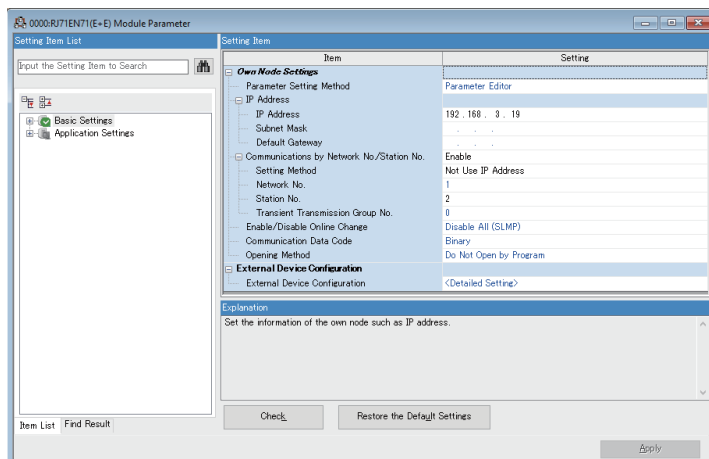 0000:RJ71EN71(E+E) Module Parameter
Setting Item List
Input the Setting Item to Search
Basic Settings
Application Settings
Item List Find Result
Setting Item
Item Setting
Own Node Settings
Parameter Setting Method Parameter Editor
IP Address
IP Address 192 . 168 . 3 . 19
Subnet Mask . . .
Default Gateway . . .
Communications by Network No./Station No. Enable
Setting Method Not Use IP Address
Network No. 1
Station No. 2
Transient Transmission Group No. 0
Enable/Disable Online Change Disable All (SLMP)
Communication Data Code Binary
Opening Method Do Not Open by Program
External Device Configuration
External Device Configuration <Detailed Setting>
Explanation
Set the information of the own node such as IP address.
Check Restore the Default Settings
Apply